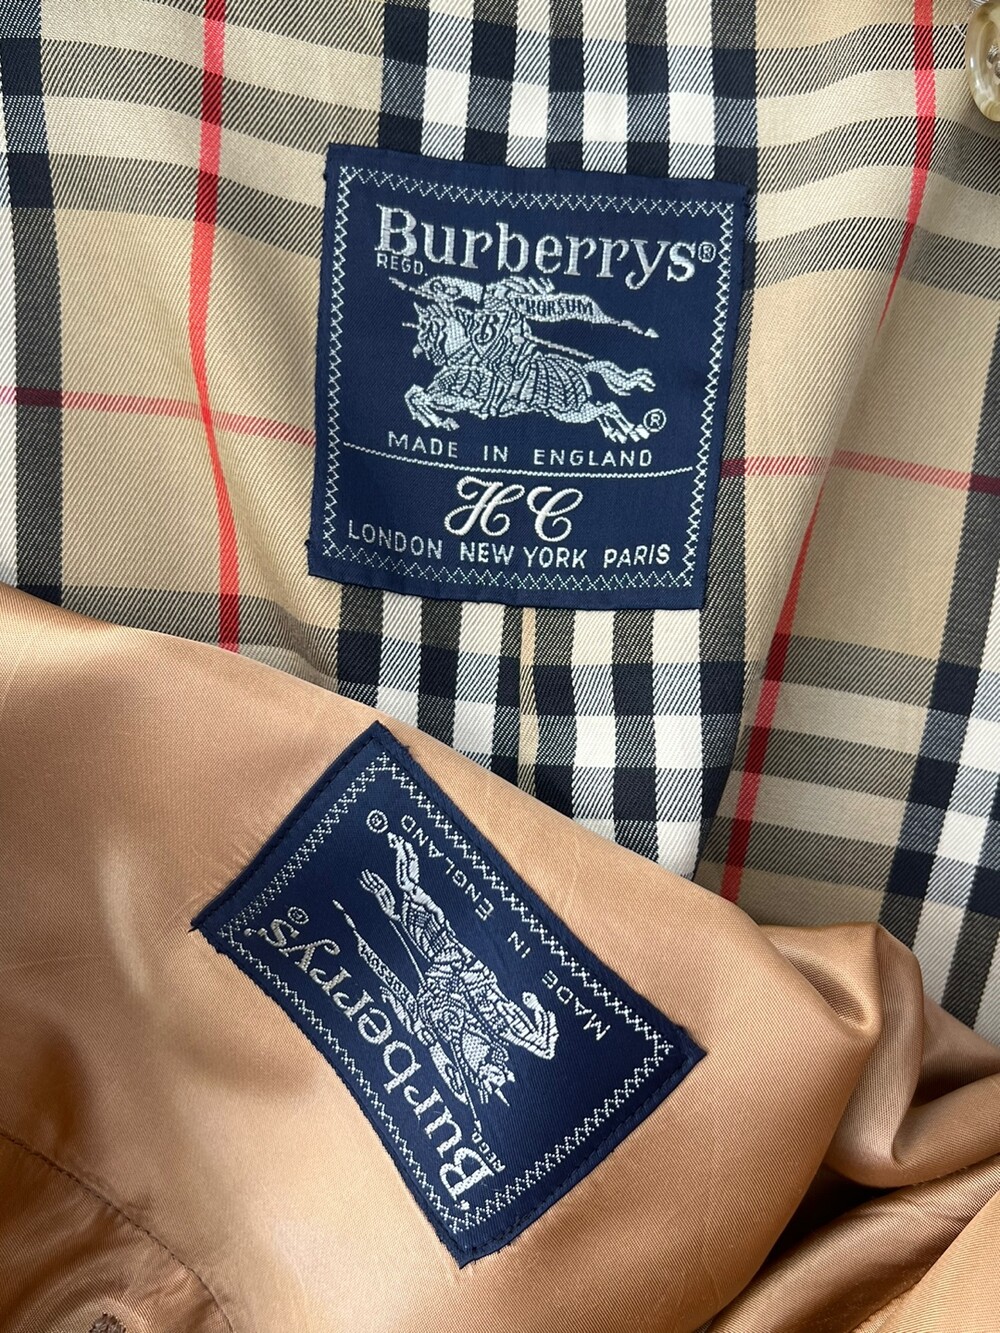 Burberrys®
REGD.
PRORSUM
B
®
MADE IN ENGLAND
HC
LONDON NEW YORK PARIS
Burberrys®
REGD.
®
MADE IN ENGLAND